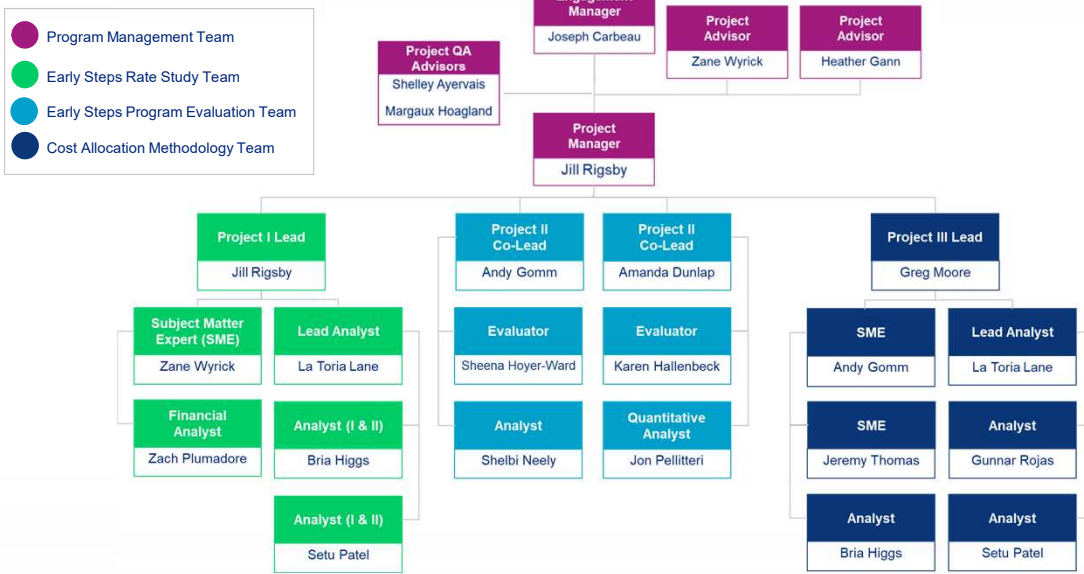 Program Management Team
Early Steps Rate Study Team
Early Steps Program Evaluation Team
Cost Allocation Methodology Team
Manager
Joseph Carbeau
Project
Advisor
Zane Wyrick
Project
Advisor
Heather Gann
Project QA
Advisors
Shelley Ayervais
Margaux Hoagland
Project
Manager
Jill Rigsby
Project I Lead
Jill Rigsby
Project II
Co-Lead
Andy Gomm
Project II
Co-Lead
Amanda Dunlap
Project III Lead
Greg Moore
Subject Matter
Expert (SME)
Zane Wyrick
Lead Analyst
La Toria Lane
Evaluator
Sheena Hoyer-Ward
Evaluator
Karen Hallenbeck
SME
Andy Gomm
Lead Analyst
La Toria Lane
Financial
Analyst
Zach Plumadore
Analyst (I & II)
Bria Higgs
Analyst
Shelbi Neely
Quantitative
Analyst
Jon Pellitteri
SME
Jeremy Thomas
Analyst
Gunnar Rojas
Analyst (I & II)
Setu Patel
Analyst
Bria Higgs
Analyst
Setu Patel